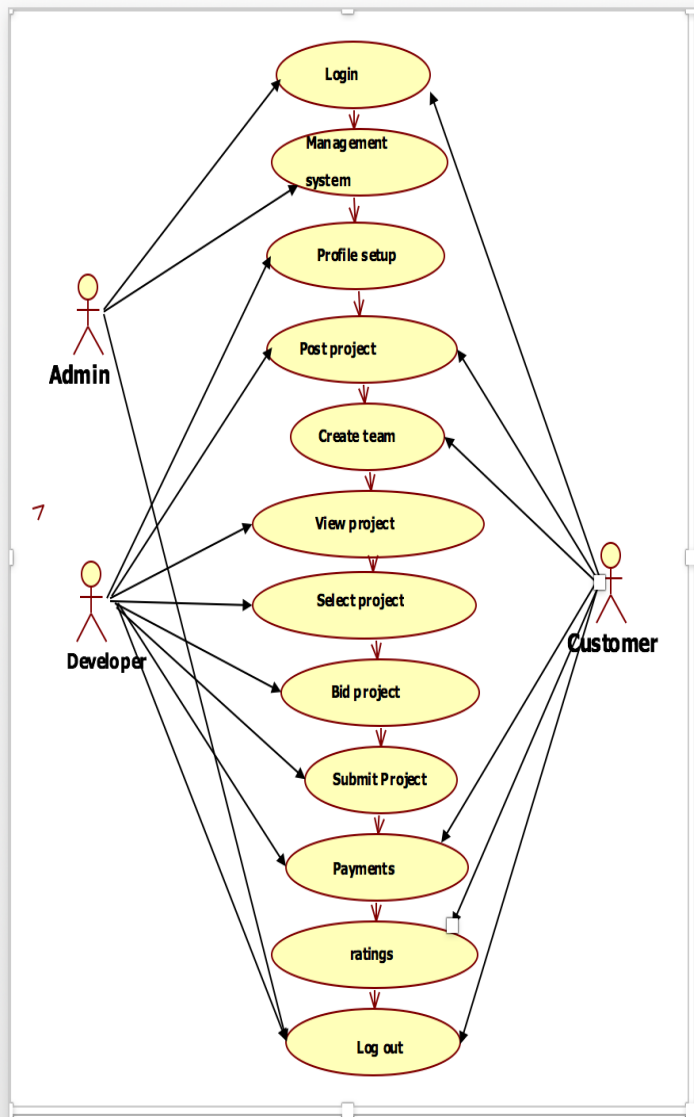 Login
Management
system
Profile setup
Post project
Admin
Create team
View project
Select project
Customer
Developer
Bid project
Submit Project
Payments
ratings
Log out